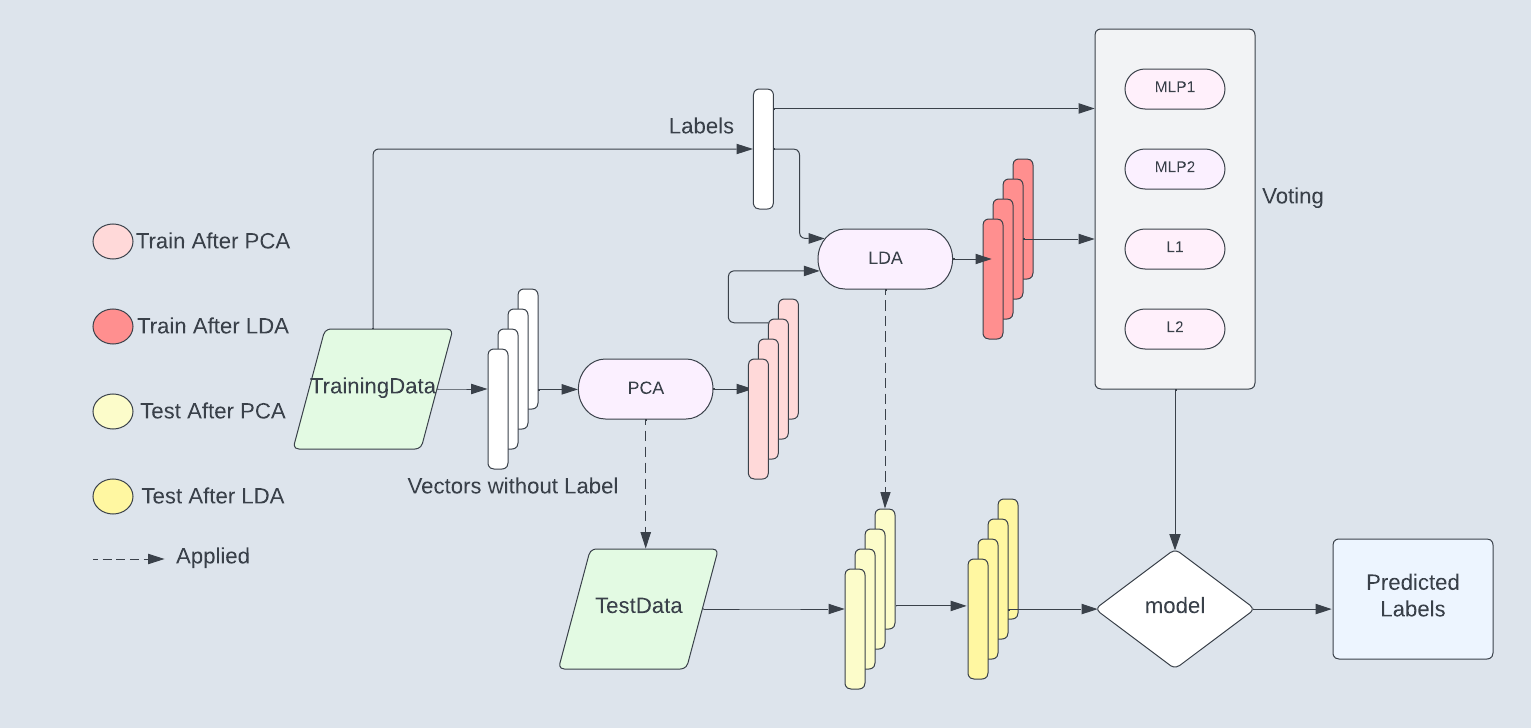 MLP1
Labels
MLP2
Voting
Train After PCA
L1
LDA
Train After LDA
L2
TrainingData
PCA
Test After PCA
Vectors without Label
Test After LDA
Applied
TestData
model
Predicted
Labels